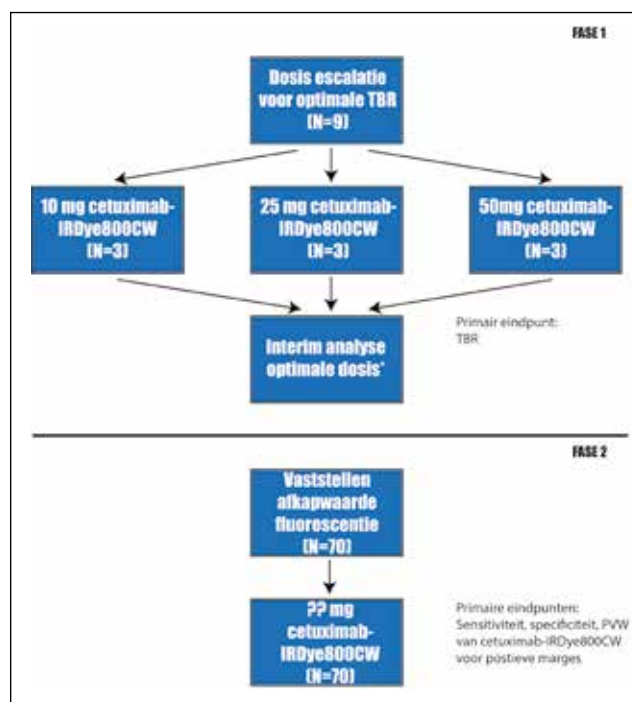 FASE 1
Dosis escalatie
voor optimale TBR
(N=9)
10 mg cetuximab-
IRDye800CW
(N=3)
25 mg cetuximab-
IRDye800CW
(N=3)
50mg cetuximab-
IRDye800CW
(N=3)
Interim analyse
optimale dosis*
Primair eindpunt:
TBR
FASE 2
Vaststellen
afkapwaarde
fluoroscentie
(N=70)
?? mg
cetuximab-
IRDye800CW
(N=70)
Primaire eindpunten:
Sensitiviteit, specificiteit, PVW
van cetuximab-IRDye800CW
voor postieve marges